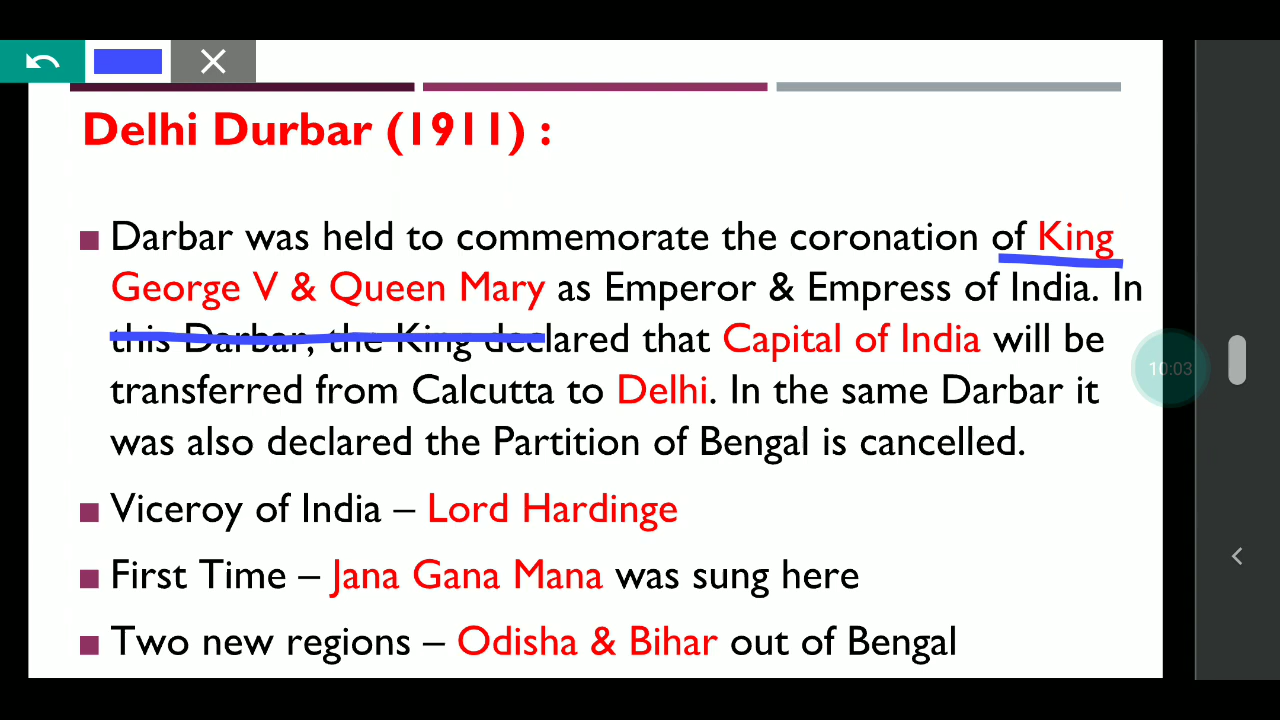 Delhi Durbar (1911) :
Darbar was held to commemorate the coronation of King
George V & Queen Mary as Emperor & Empress of India. In
this Darbar, the King declared that Capital of India will be
transferred from Calcutta to Delhi. In the same Darbar it
was also declared the Partition of Bengal is cancelled.
Viceroy of India – Lord Hardinge
First Time – Jana Gana Mana was sung here
Two new regions – Odisha & Bihar out of Bengal
10:03